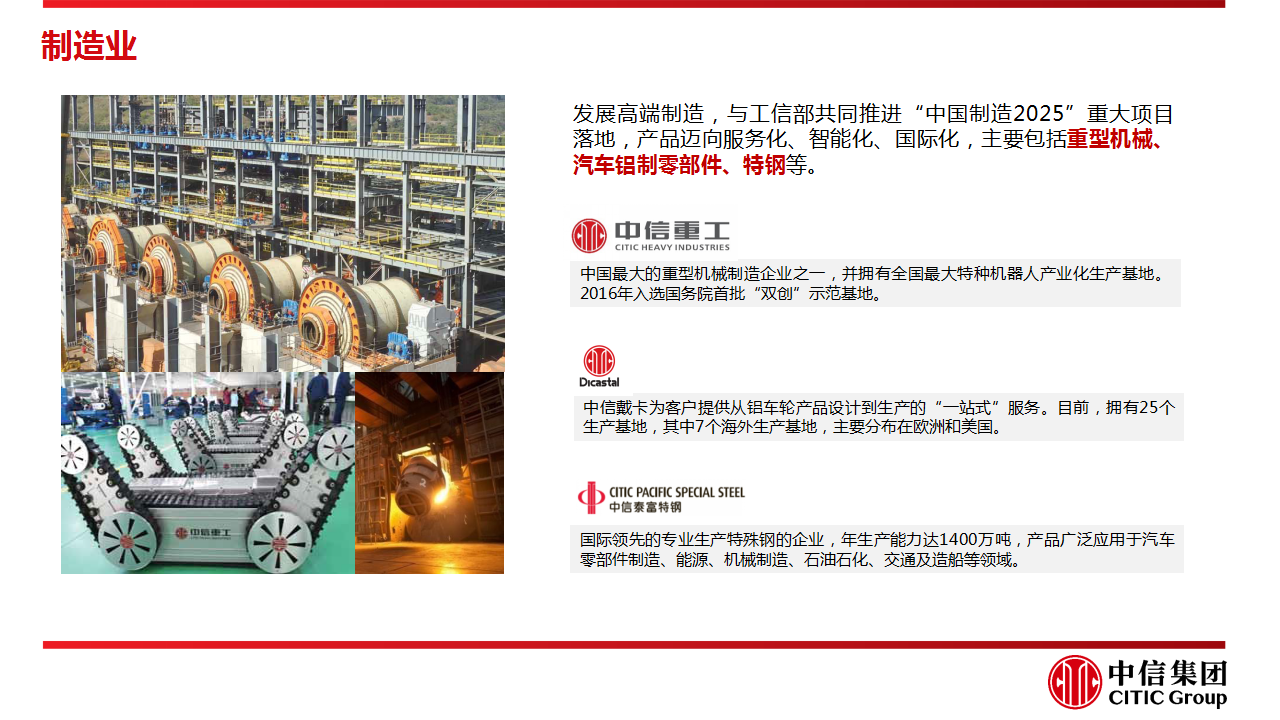 制造业
发展高端制造，与工信部共同推进“中国制造2025”重大项目
落地，产品迈向服务化、智能化、国际化，主要包括重型机械、
汽车铝制零部件、特钢等。
中信重工
CITIC HEAVY INDUSTRIES
中国最大的重型机械制造企业之一，并拥有全国最大特种机器人产业化生产基地。
2016年入选国务院首批“双创”示范基地。
Dicastal
中信戴卡为客户提供从铝车轮产品设计到生产的“一站式”服务。目前，拥有25个
生产基地，其中7个海外生产基地，主要分布在欧洲和美国。
CITIC PACIFIC SPECIAL STEEL
中信泰富特钢
国际领先的专业生产特殊钢的企业，年生产能力达1400万吨，产品广泛应用于汽车
零部件制造、能源、机械制造、石油石化、交通及造船等领域。
中信重工
中信集团
CITIC Group